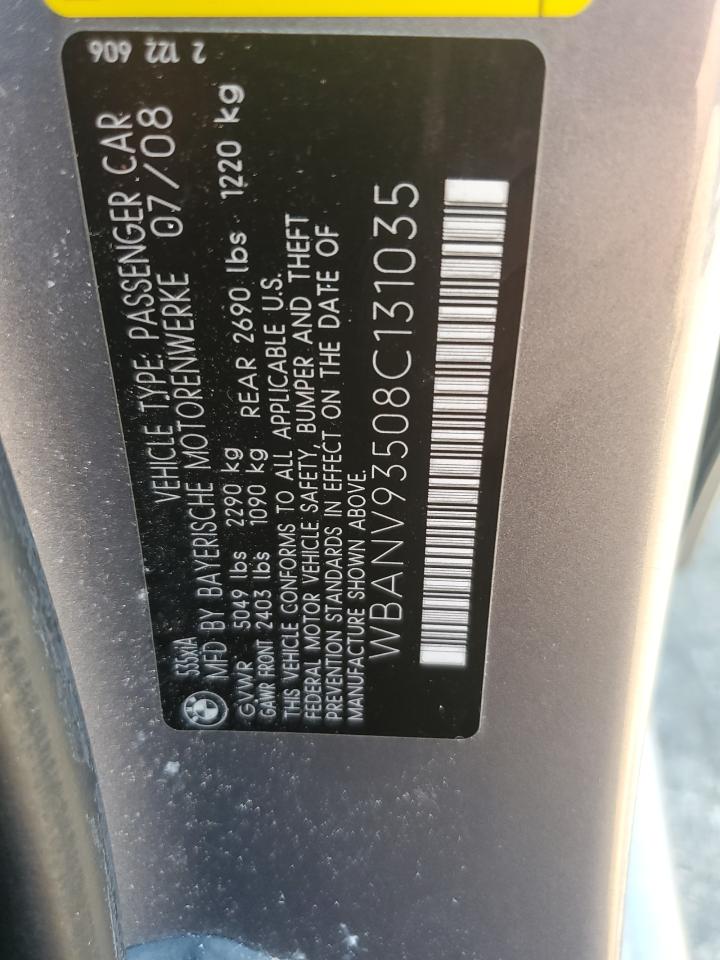 2 122 606
535XIA
VEHICLE TYPE: PASSENGER CAR
MFD BY BAYERISCHE MOTORENWERKE 07/08
GVWR 5049 lbs 2290 kg
GAWR FRONT 2403 lbs 1090 kg REAR 2690 lbs 1220 kg
THIS VEHICLE CONFORMS TO ALL APPLICABLE U.S.
FEDERAL MOTOR VEHICLE SAFETY, BUMPER AND THEFT
PREVENTION STANDARDS IN EFFECT ON THE DATE OF
MANUFACTURE SHOWN ABOVE.
WBANV93508C131035